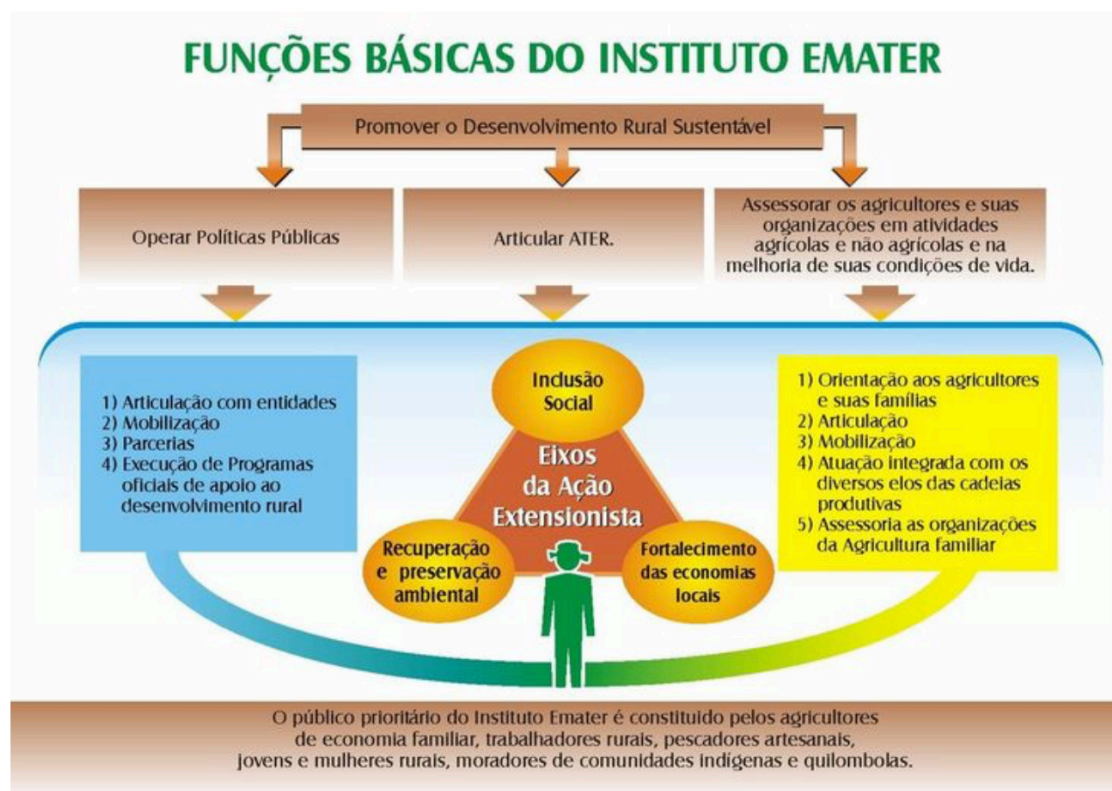 FUNÇÕES BÁSICAS DO INSTITUTO EMATER
Promover o Desenvolvimento Rural Sustentável
Operar Políticas Públicas
Articular ATER.
Assessorar os agricultores e suas
organizações em atividades
agrícolas e não agrícolas e na
melhoria de suas condições de vida.
1) Articulação com entidades
2) Mobilização
3) Parcerias
4) Execução de Programas
oficiais de apoio ao
desenvolvimento rural
Inclusão
Social
Eixos
da Ação
Extensionista
Recuperação
e preservação
ambiental
Fortalecimento
das economias
locais
1) Orientação aos agricultores
e suas famílias
2) Articulação
3) Mobilização
4) Atuação integrada com os
diversos elos das cadeias
produtivas
5) Assessoria as organizações
da Agricultura familiar
O público prioritário do Instituto Emater é constituido pelos agricultores
de economia familiar, trabalhadores rurais, pescadores artesanais,
jovens e mulheres rurais, moradores de comunidades indígenas e quilombolas.